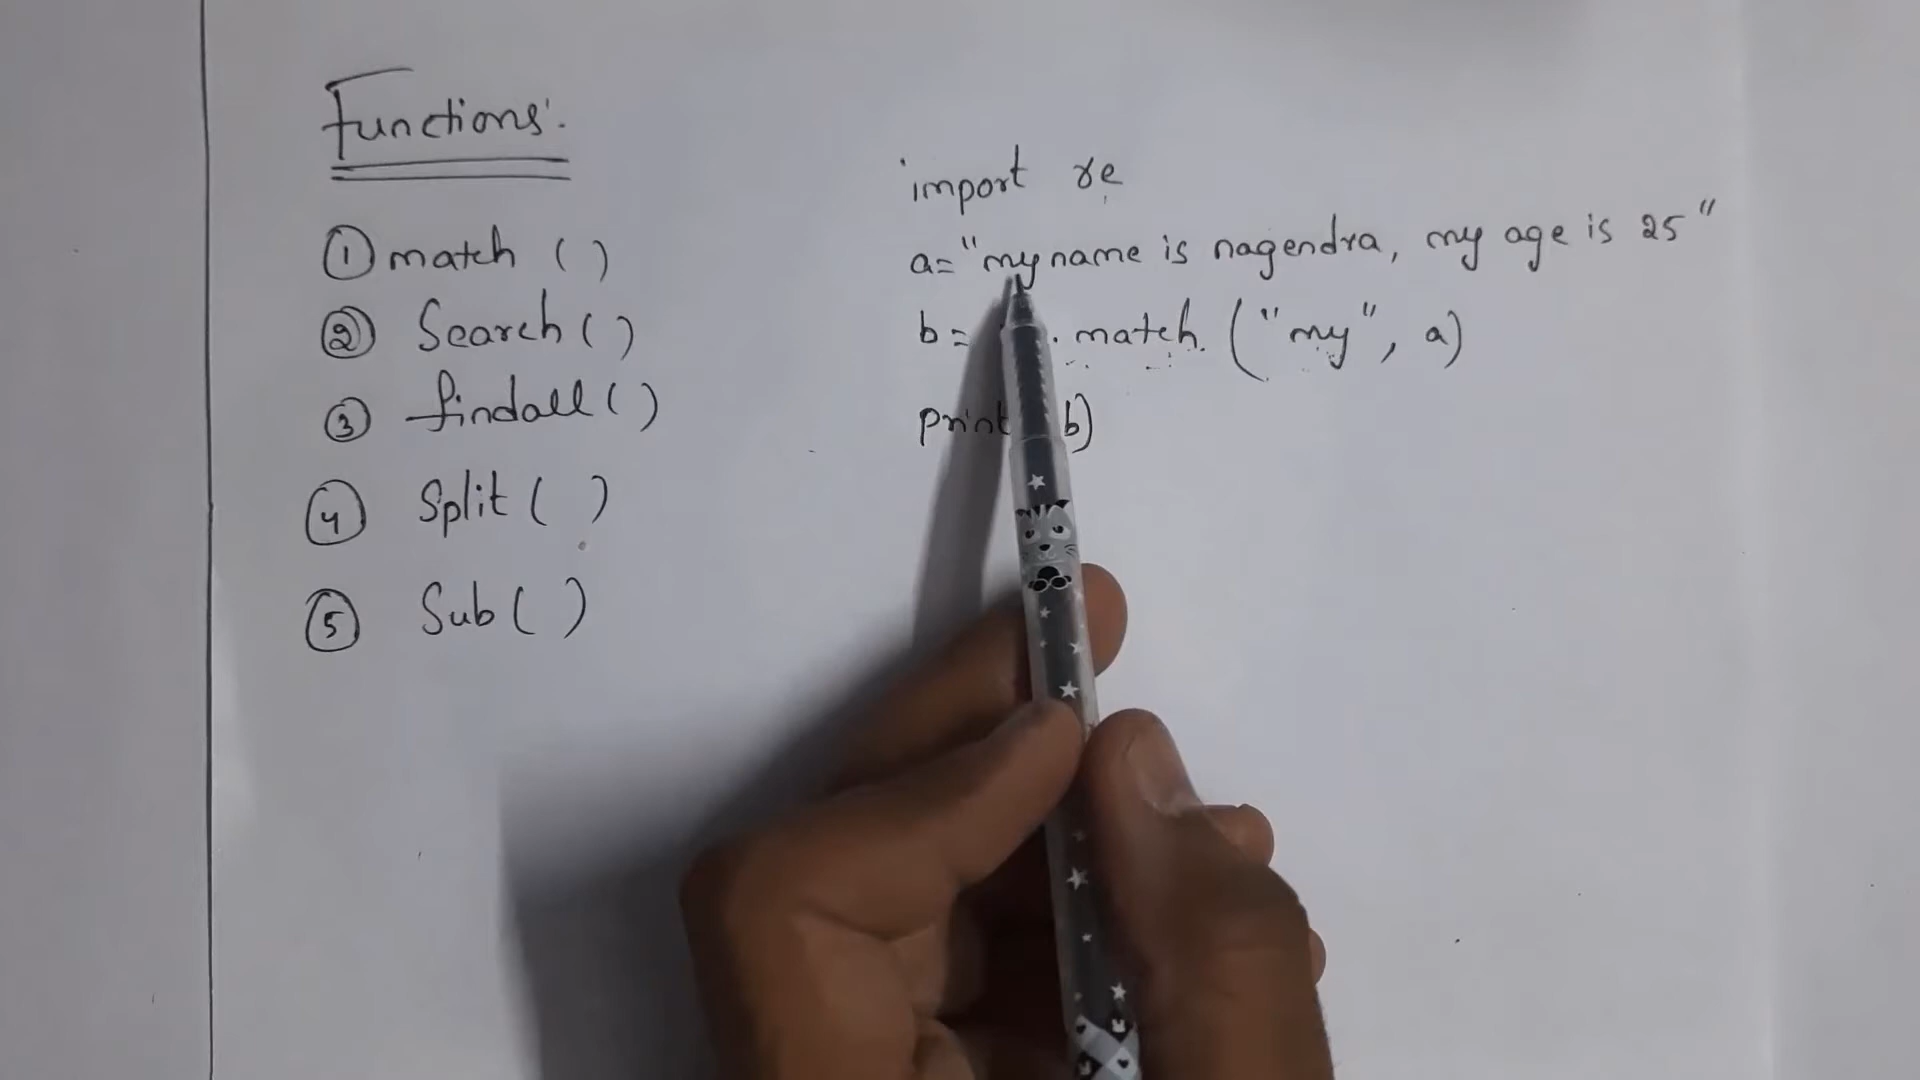 Functions:
① match ( )
② Search ( )
③ findall ( )
④ Split ( )
⑤ Sub ( )
import re
a= "my name is nagendra, my age is 25"
b= . match ("my", a)
print b)